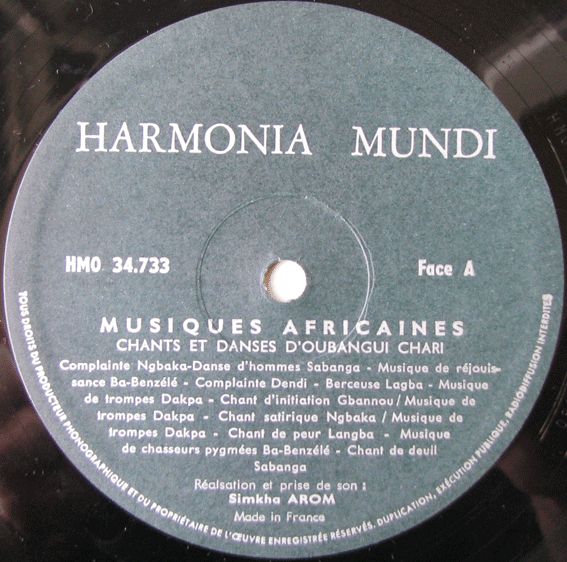 HARMONIA MUNDI
HMO 34.733 Face A
MUSIQUES AFRICAINES
CHANTS ET DANSES D'OUBANGUI CHARI
Complainte Ngbaka-Danse d'hommes Sabanga - Musique de réjouis-
sance Ba-Benzélé - Complainte Dendi - Berceuse Lagba - Musique
de trompes Dakpa - Chant d'initiation Gbannou / Musique de
trompes Dakpa - Chant satirique Ngbaka / Musique de
trompes Dakpa - Chant de peur Langba - Musique
de chasseurs pygmées Ba-Benzélé - Chant de deuil
Sabanga
Réalsation et prise de son :
Simkha AROM
Made in France
TOUS DROITS DU PRODUCTEUR PHONOGRAPHIQUE ET DU PROPRIÉTAIRE DE L'ŒUVRE ENREGISTRÉE RÉSERVÉS. DUPLICATION, EXÉCUTION PUBLIQUE, RADIODIFFUSION INTERDITES